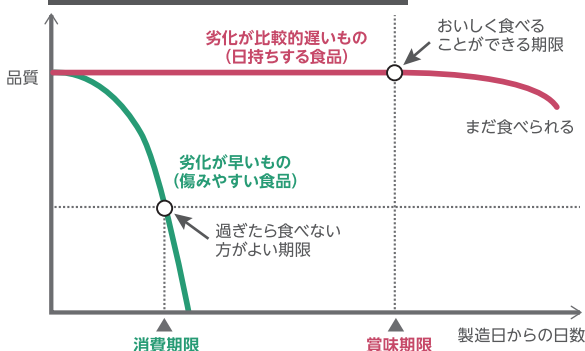 劣化が比較的遅いもの
（日持ちする食品）
おいしく食べる
ことができる期限
品質
まだ食べられる
劣化が早いもの
（傷みやすい食品）
過ぎたら食べない
方がよい期限
製造日からの日数
消費期限
賞味期限